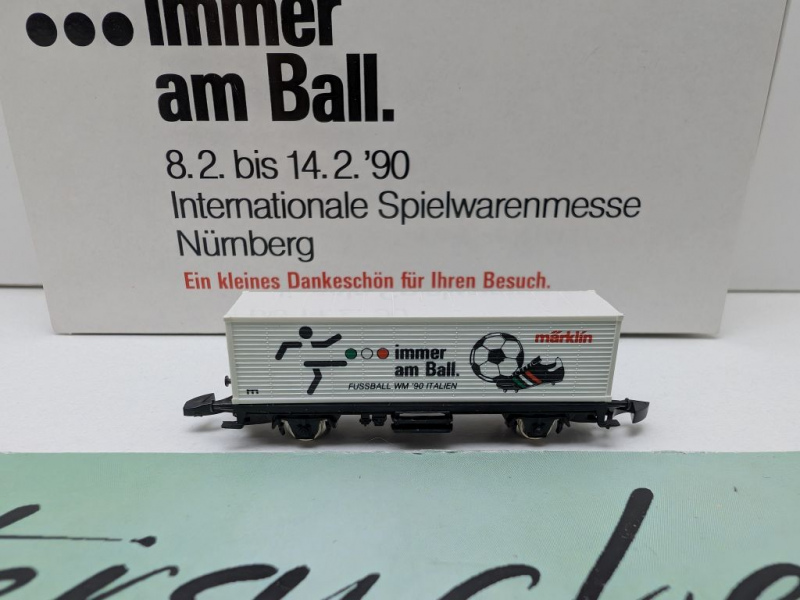 ...immer
am Ball.
8.2. bis 14.2.'90
Internationale Spielwarenmesse
Nürnberg
Ein kleines Dankeschön für Ihren Besuch.
märklin
immer
am Ball.
FUSSBALL WM '90 ITALIEN